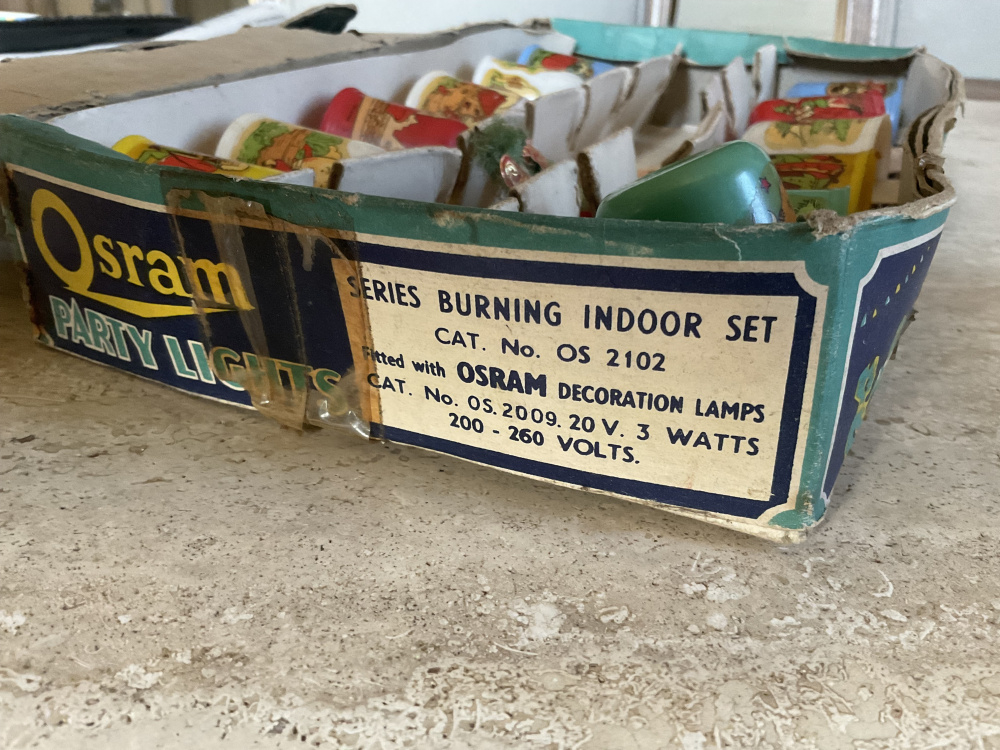 Osram
PARTY LIGHTS
SERIES BURNING INDOOR SET
CAT. No. OS 2102
Fitted with OSRAM DECORATION LAMPS
CAT. No. OS.2009. 20 V. 3 WATTS
200 - 260 VOLTS.